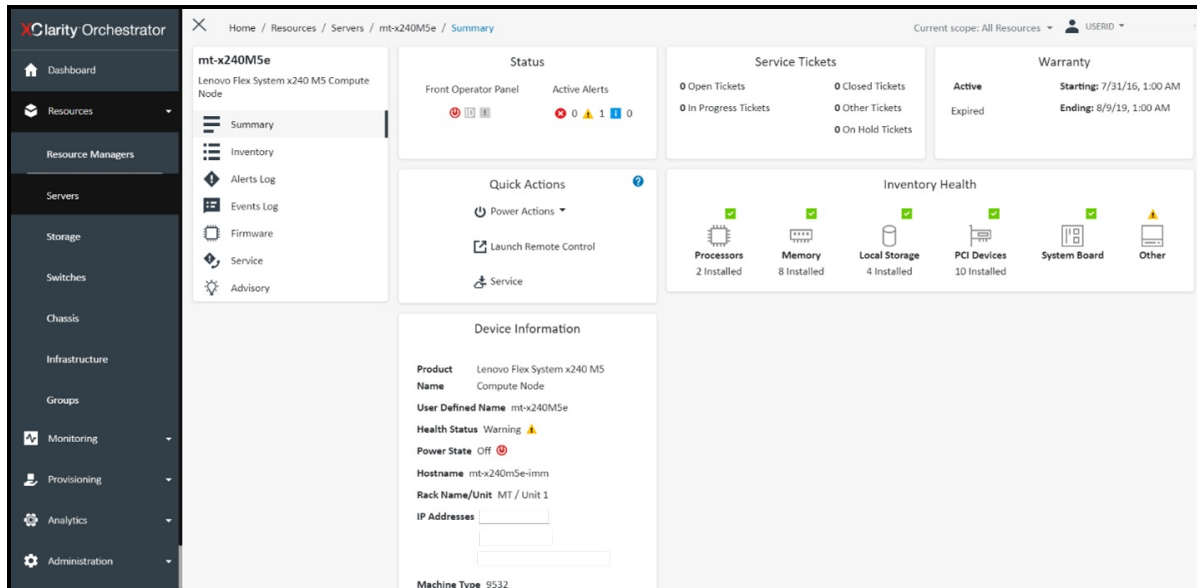 XClarity Orchestrator
Home / Resources / Servers / mt-x240M5e / Summary
Current scope: All Resources
USERID
Dashboard
Resources
Resource Managers
Servers
Storage
Switches
Chassis
Infrastructure
Groups
Monitoring
Provisioning
Analytics
Administration
mt-x240M5e
Lenovo Flex System x240 M5 Compute
Node
Summary
Inventory
Alerts Log
Events Log
Firmware
Service
Advisory
Status
Front Operator Panel
Active Alerts
0 1 0
Quick Actions
Power Actions
Launch Remote Control
Service
Device Information
Product Lenovo Flex System x240 M5
Name Compute Node
User Defined Name mt-x240M5e
Health Status Warning
Power State Off
Hostname mt-x240m5e-imm
Rack Name/Unit MT / Unit 1
IP Addresses
Machine Type 9532
Service Tickets
0 Open Tickets 0 Closed Tickets
0 In Progress Tickets 0 Other Tickets
0 On Hold Tickets
Warranty
Active Starting: 7/31/16, 1:00 AM
Expired Ending: 8/9/19, 1:00 AM
Inventory Health
Processors
2 Installed
Memory
8 Installed
Local Storage
4 Installed
PCI Devices
10 Installed
System Board
Other